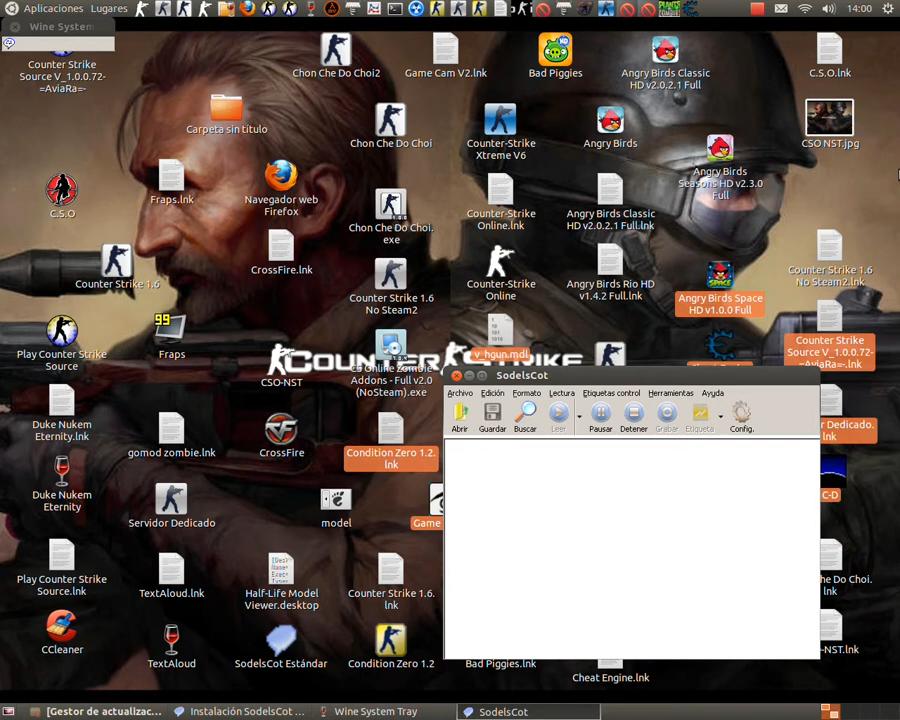 Aplicaciones Lugares
14:00
Wine System
Counter Strike
Source V_1.0.0.72-
=AviaRa=-
Chon Che Do Choi2
Game Cam V2.lnk
Bad Piggies
Angry Birds Classic
HD v2.0.2.1 Full
C.S.O.lnk
Carpeta sin título
Chon Che Do Choi
Counter-Strike
Xtreme V6
Angry Birds
Angry Birds
Seasons HD v2.3.0
Full
CSO NST.jpg
C.S.O
Fraps.lnk
Navegador web
Firefox
Chon Che Do Choi.
exe
Counter-Strike
Online.lnk
Angry Birds Classic
HD v2.0.2.1 Full.lnk
Counter Strike 1.6
CrossFire.lnk
Counter Strike 1.6
No Steam2
Counter-Strike
Online
Angry Birds Rio HD
v1.4.2 Full.lnk
Angry Birds Space
HD v1.0.0 Full
Counter Strike 1.6
No Steam2.lnk
Play Counter Strike
Source
99
Fraps
COUNTER STRIKE
CSO-NST
CS Online Zombie
Addons - Full v2.0
(NoSteam).exe
v_hgun.mdl
Counter Strike
Source V_1.0.0.72-
=AviaRa=-.lnk
SodelsCot
Archivo Edición Formato Lectura Etiquetas control Herramientas Ayuda
Abrir Guardar Buscar Leer Pausar Detener Grabar Etiqueta Config.
Duke Nukem
Eternity.lnk
gomod zombie.lnk
CrossFire
Condition Zero 1.2.
lnk
r Dedicado.
lnk
Duke Nukem
Eternity
Servidor Dedicado
model
Game
C-D
Play Counter Strike
Source.lnk
TextAloud.lnk
Half-Life Model
Viewer.desktop
Counter Strike 1.6.
lnk
he Do Choi.
lnk
CCleaner
TextAloud
SodelsCot Estándar
Condition Zero 1.2
Bad Piggies.lnk
Cheat Engine.lnk
-NST.lnk
[Gestor de actualizac...
Instalación SodelsCot ...
Wine System Tray
SodelsCot